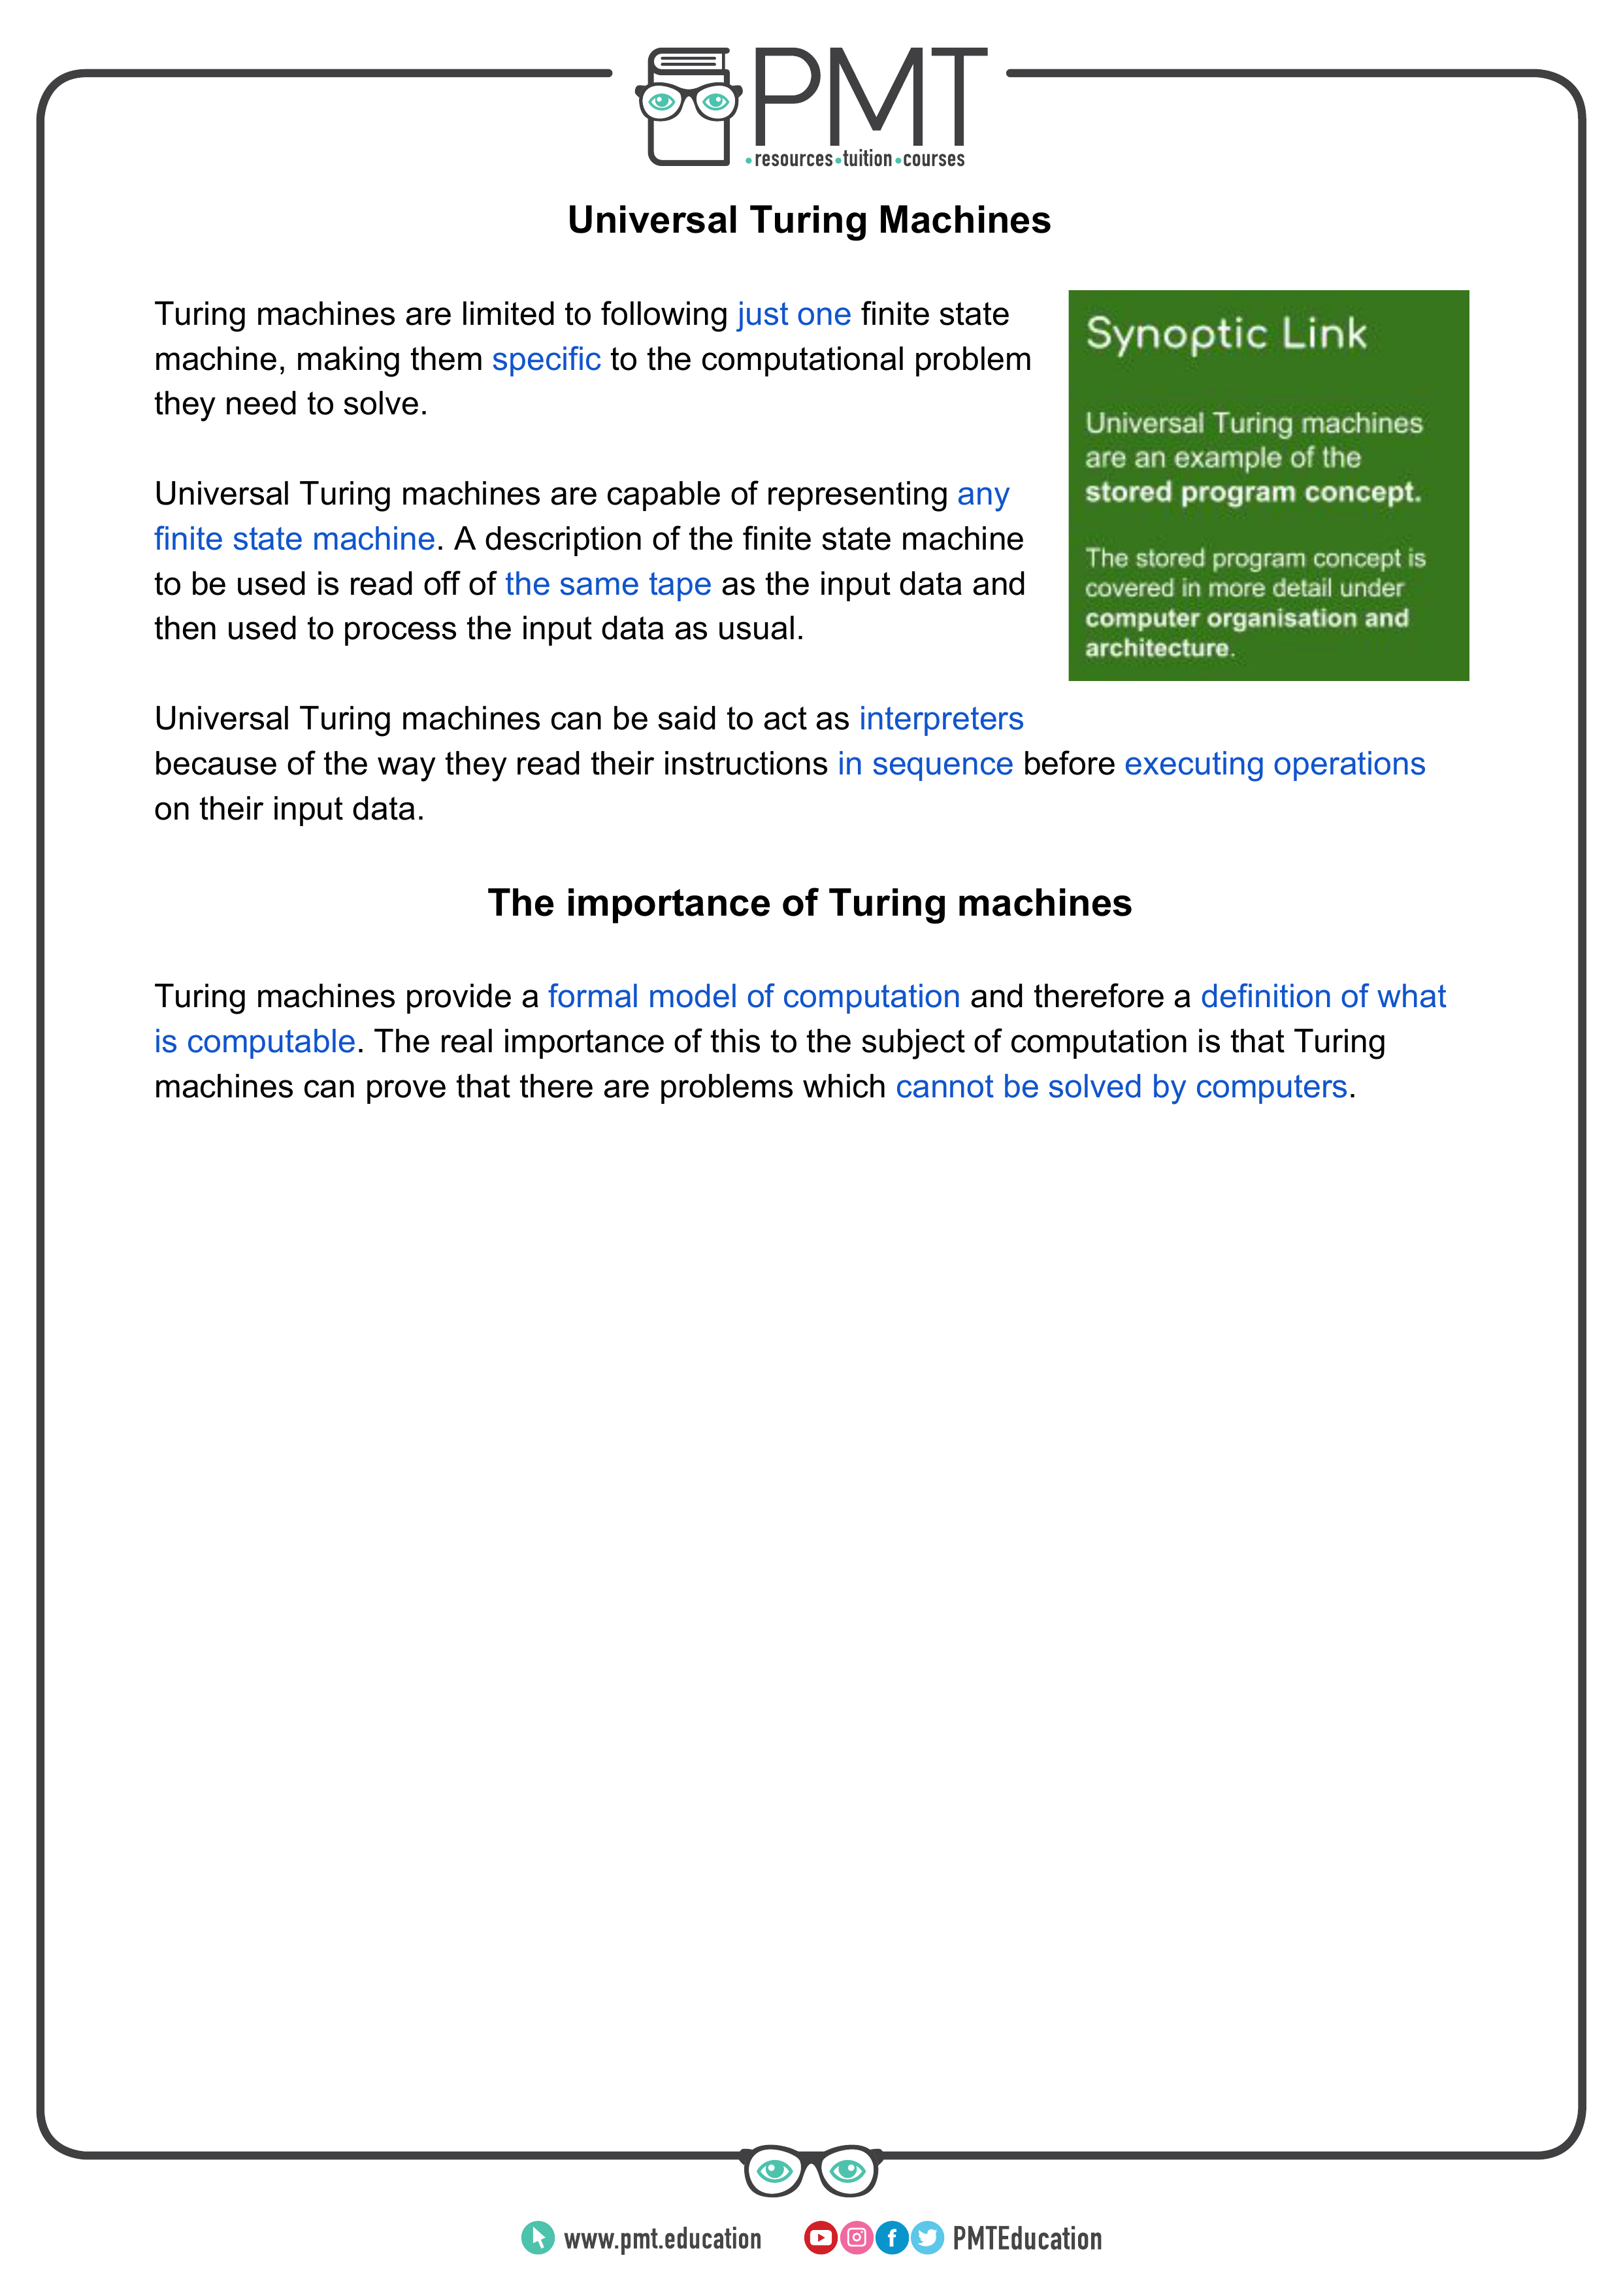 PMT
•resources•tuition•courses
Universal Turing Machines
Turing machines are limited to following just one finite state
machine, making them specific to the computational problem
they need to solve.
Universal Turing machines are capable of representing any
finite state machine. A description of the finite state machine
to be used is read off of the same tape as the input data and
then used to process the input data as usual.
Universal Turing machines can be said to act as interpreters
because of the way they read their instructions in sequence before executing operations
on their input data.
Synoptic Link
Universal Turing machines
are an example of the
stored program concept.
The stored program concept is
covered in more detail under
computer organisation and
architecture.
The importance of Turing machines
Turing machines provide a formal model of computation and therefore a definition of what
is computable. The real importance of this to the subject of computation is that Turing
machines can prove that there are problems which cannot be solved by computers.
www.pmt.education
PMTEducation